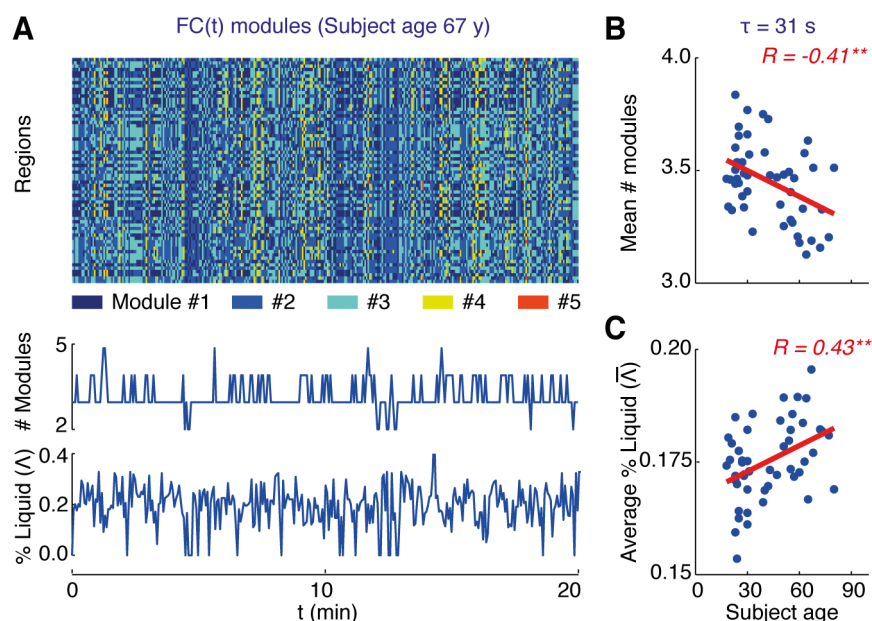 A
FC(t) modules (Subject age 67 y)
Regions
Module #1 #2 #3 #4 #5
# Modules
5
2
% Liquid (Λ)
0.4
0.2
0.0
0 10 20
t (min)
B
τ = 31 s
R = -0.41**
Mean # modules
4.0
3.5
3.0
C
R = 0.43**
Average % Liquid (Λ̅)
0.20
0.175
0.15
0 30 60 90
Subject age